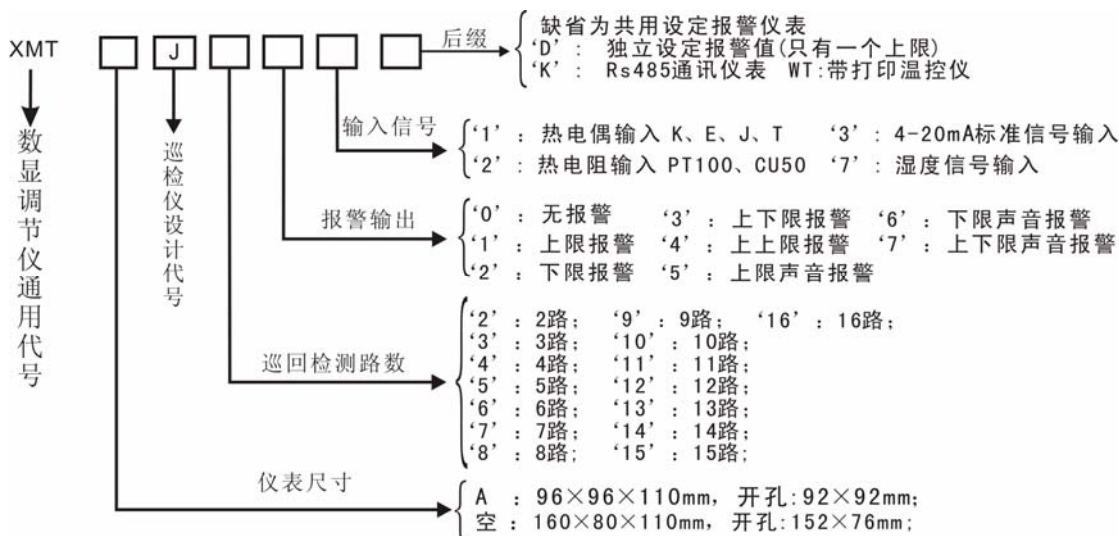 XMT
J
后缀
缺省为共用设定报警仪表
‘D’： 独立设定报警值(只有一个上限)
‘K’： Rs485通讯仪表 WT:带打印温控仪
输入信号
‘1’：热电偶输入 K、E、J、T ‘3’：4-20mA标准信号输入
‘2’：热电阻输入 PT100、CU50 ‘7’：湿度信号输入
报警输出
‘0’：无报警 ‘3’：上下限报警 ‘6’：下限声音报警
‘1’：上限报警 ‘4’：上上限报警 ‘7’：上下限声音报警
‘2’：下限报警 ‘5’：上限声音报警
巡回检测路数
‘2’：2路； ‘9’：9路； ‘16’：16路；
‘3’：3路； ‘10’：10路；
‘4’：4路； ‘11’：11路；
‘5’：5路； ‘12’：12路；
‘6’：6路； ‘13’：13路；
‘7’：7路； ‘14’：14路；
‘8’：8路； ‘15’：15路；
仪表尺寸
A ：96×96×110mm，开孔:92×92mm；
空：160×80×110mm，开孔:152×76mm；
数显调节仪通用代号
巡检仪设计代号